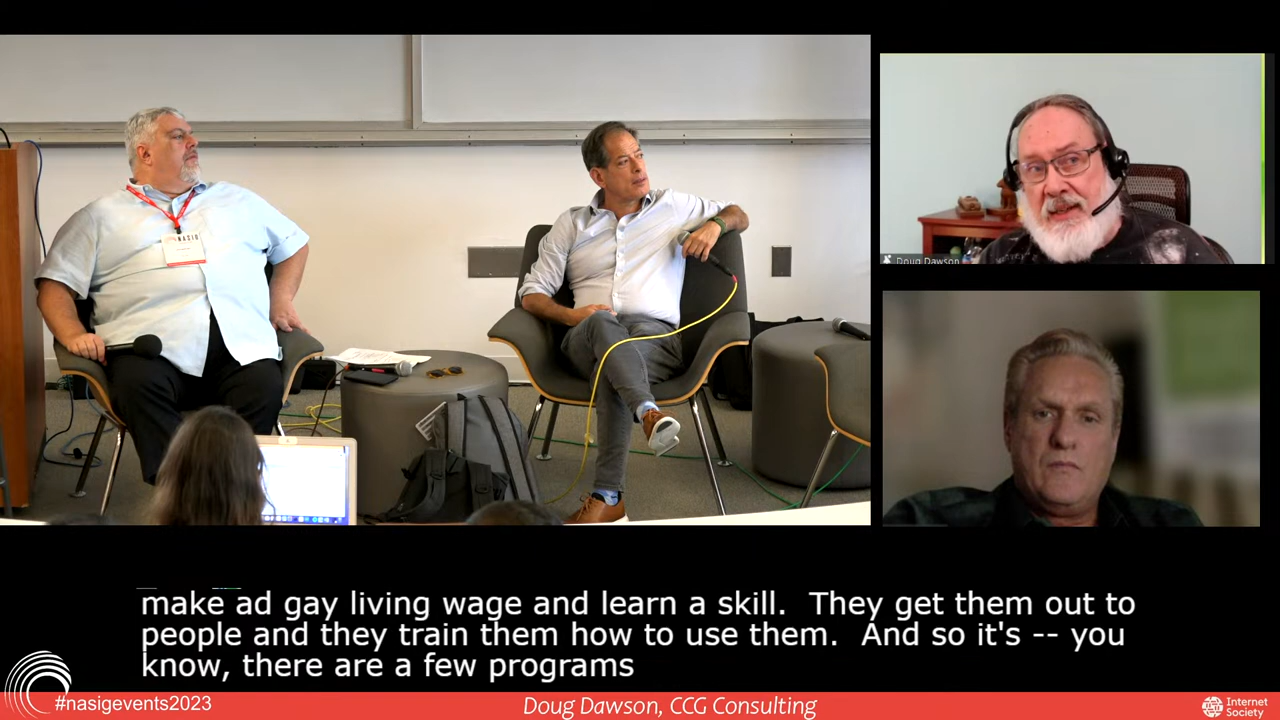 NASIG
Doug Dawson
make ad gay living wage and learn a skill.  They get them out to
people and they train them how to use them.  And so it's -- you
know, there are a few programs
#nasigevents2023
Doug Dawson, CCG Consulting
Internet
Society